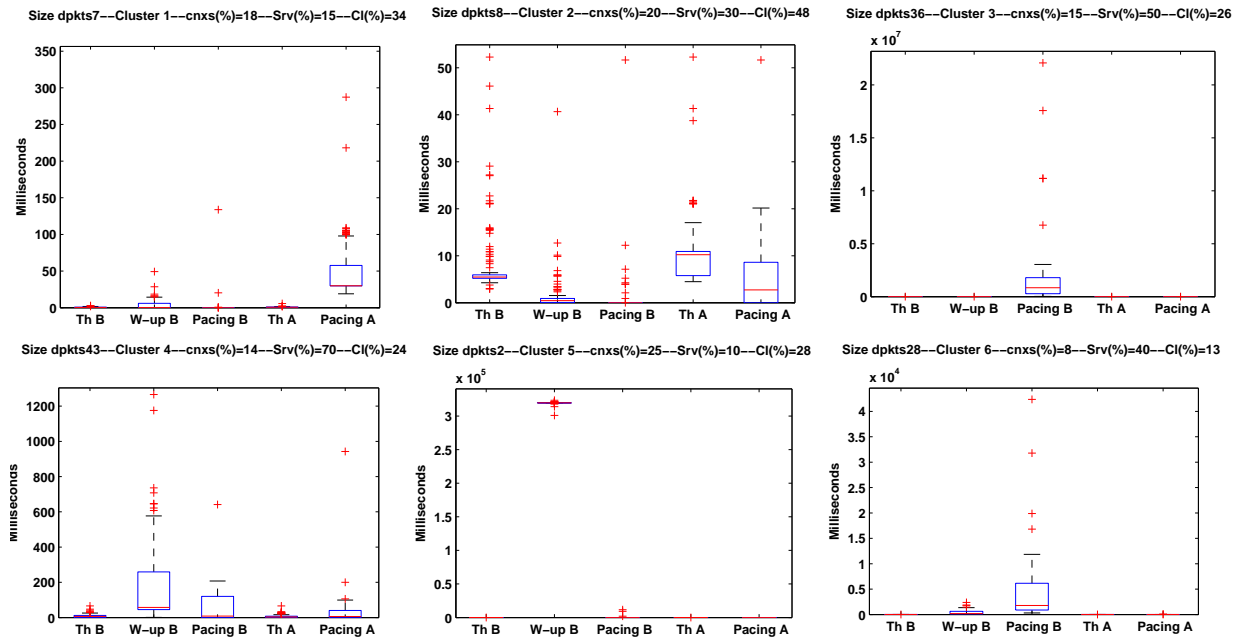 Size dpkts7--Cluster 1--cnxs(%)=18--Srv(%)=15--Cl(%)=34
350
300
250
200
150
100
50
0
Milliseconds
Th B W-up B Pacing B Th A Pacing A
Size dpkts8--Cluster 2--cnxs(%)=20--Srv(%)=30--Cl(%)=48
50
40
30
20
10
0
Milliseconds
Th B W-up B Pacing B Th A Pacing A
Size dpkts36--Cluster 3--cnxs(%)=15--Srv(%)=50--Cl(%)=26
x 10^7
2
1.5
1
0.5
0
Milliseconds
Th B W-up B Pacing B Th A Pacing A
Size dpkts43--Cluster 4--cnxs(%)=14--Srv(%)=70--Cl(%)=24
1200
1000
800
600
400
200
0
Milliseconds
Th B W-up B Pacing B Th A Pacing A
Size dpkts2--Cluster 5--cnxs(%)=25--Srv(%)=10--Cl(%)=28
x 10^5
3
2.5
2
1.5
1
0.5
0
Milliseconds
Th B W-up B Pacing B Th A Pacing A
Size dpkts28--Cluster 6--cnxs(%)=8--Srv(%)=40--Cl(%)=13
x 10^4
4
3.5
3
2.5
2
1.5
1
0.5
0
Milliseconds
Th B W-up B Pacing B Th A Pacing A